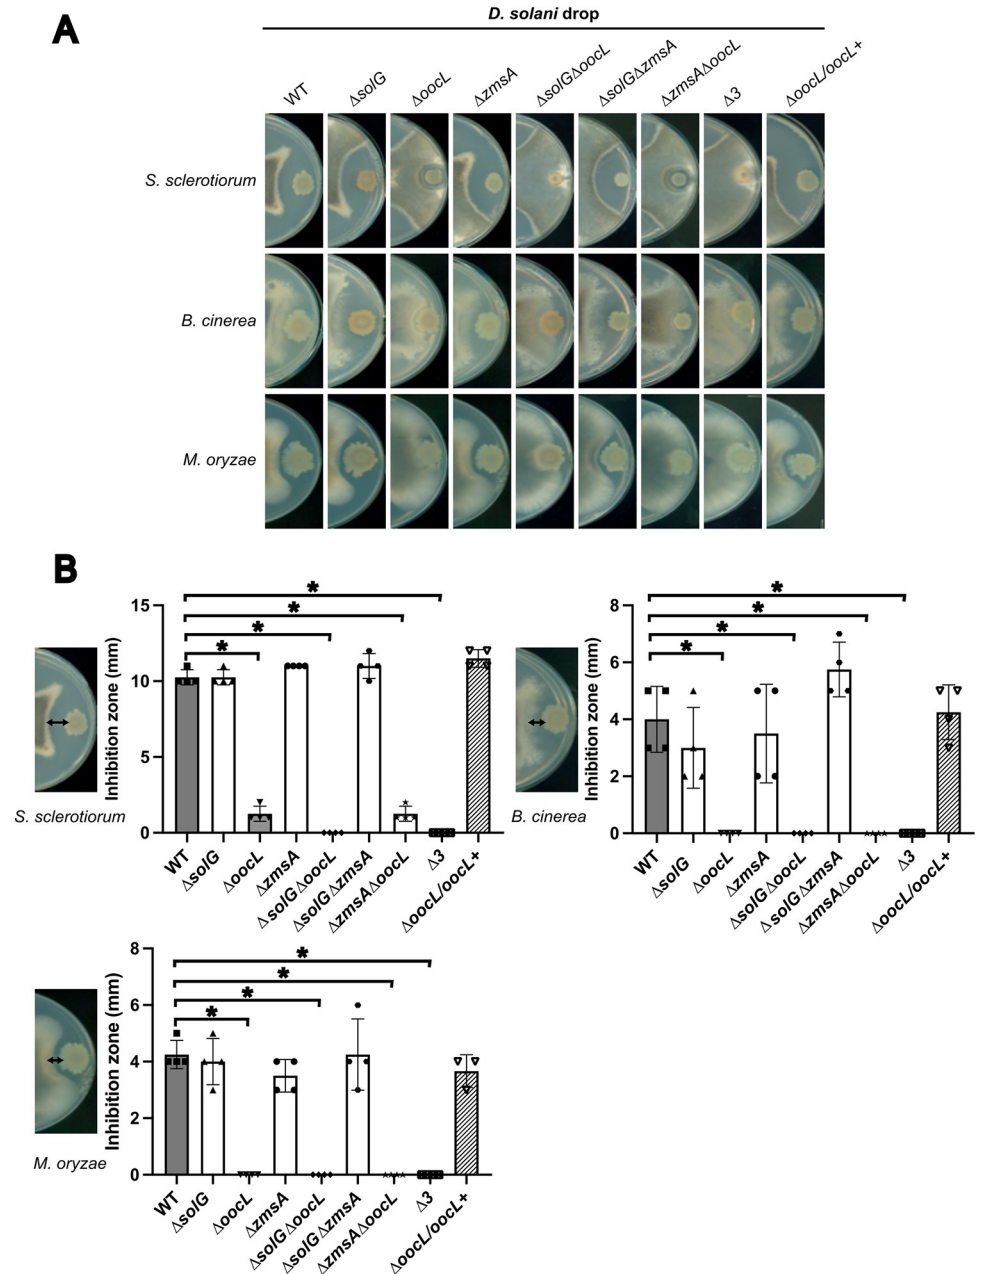 A
D. solani drop
WT ΔsolG ΔoocL ΔzmsA ΔsolGΔoocL ΔsolGΔzmsA ΔzmsAΔoocL Δ3 ΔoocL/oocL+
S. sclerotiorum
B. cinerea
M. oryzae
B
Inhibition zone (mm)
15
10
5
0
* * * *
S. sclerotiorum
WT ΔsolG ΔoocL ΔzmsA ΔsolGΔoocL ΔsolGΔzmsA ΔzmsAΔoocL Δ3 ΔoocL/oocL+
Inhibition zone (mm)
8
6
4
2
0
* * * *
B. cinerea
WT ΔsolG ΔoocL ΔzmsA ΔsolGΔoocL ΔsolGΔzmsA ΔzmsAΔoocL Δ3 ΔoocL/oocL+
Inhibition zone (mm)
8
6
4
2
0
* * * *
M. oryzae
WT ΔsolG ΔoocL ΔzmsA ΔsolGΔoocL ΔsolGΔzmsA ΔzmsAΔoocL Δ3 ΔoocL/oocL+